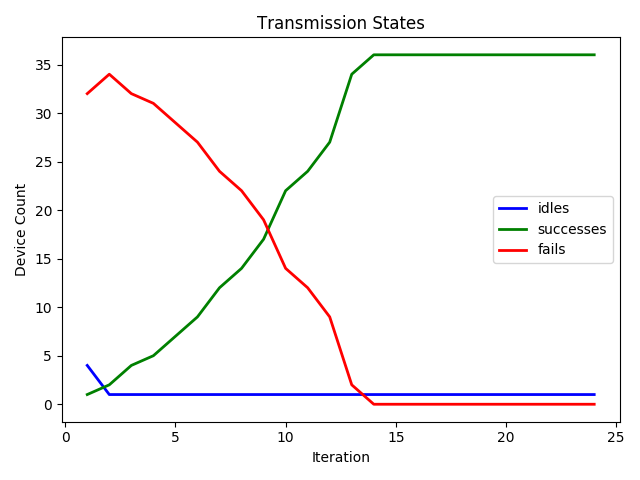 Transmission States
Device Count
35
30
25
20
15
10
5
0
idles
successes
fails
0 5 10 15 20 25
Iteration